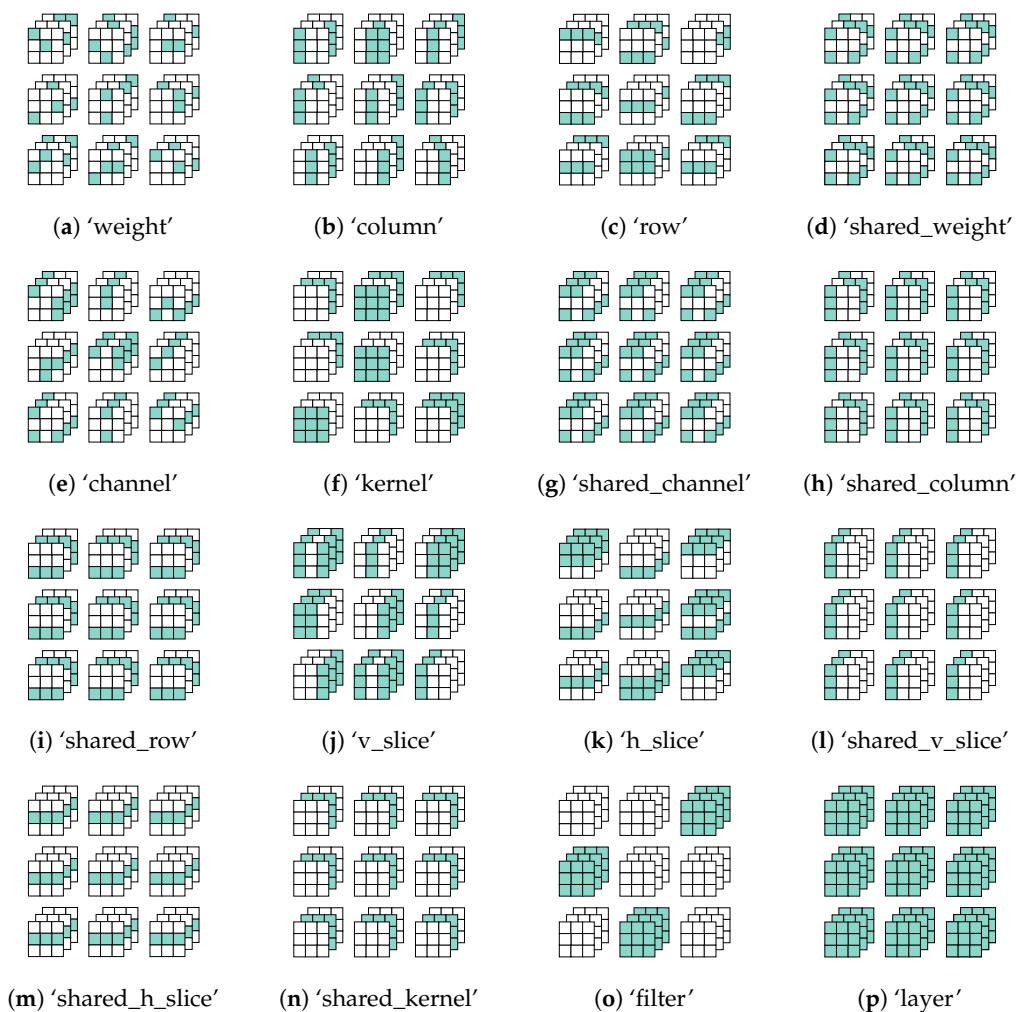 (a) ‘weight’
(b) ‘column’
(c) ‘row’
(d) ‘shared_weight’
(e) ‘channel’
(f) ‘kernel’
(g) ‘shared_channel’
(h) ‘shared_column’
(i) ‘shared_row’
(j) ‘v_slice’
(k) ‘h_slice’
(l) ‘shared_v_slice’
(m) ‘shared_h_slice’
(n) ‘shared_kernel’
(o) ‘filter’
(p) ‘layer’